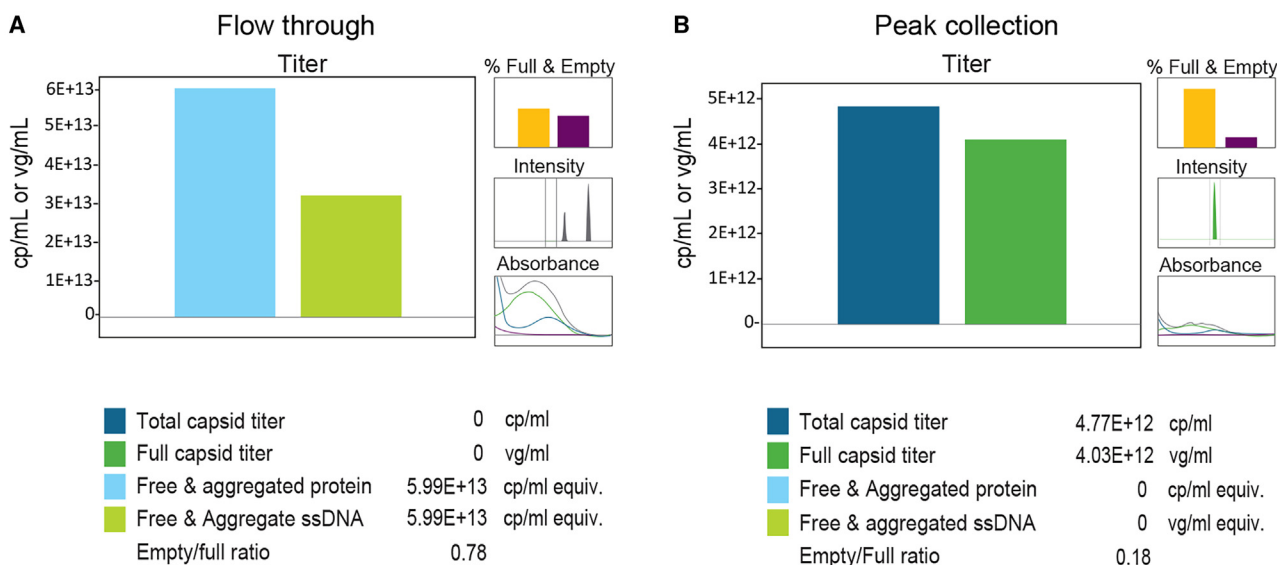 A
Flow through
Titer
cp/mL or vg/mL
6E+13
5E+13
4E+13
3E+13
2E+13
1E+13
0
% Full & Empty
Intensity
Absorbance
Total capsid titer 0 cp/ml
Full capsid titer 0 vg/ml
Free & aggregated protein 5.99E+13 cp/ml equiv.
Free & Aggregate ssDNA 5.99E+13 cp/ml equiv.
Empty/full ratio 0.78
B
Peak collection
Titer
cp/mL or vg/mL
5E+12
4E+12
3E+12
2E+12
1E+12
0
% Full & Empty
Intensity
Absorbance
Total capsid titer 4.77E+12 cp/ml
Full capsid titer 4.03E+12 vg/ml
Free & Aggregated protein 0 cp/ml equiv.
Free & aggregated ssDNA 0 vg/ml equiv.
Empty/Full ratio 0.18